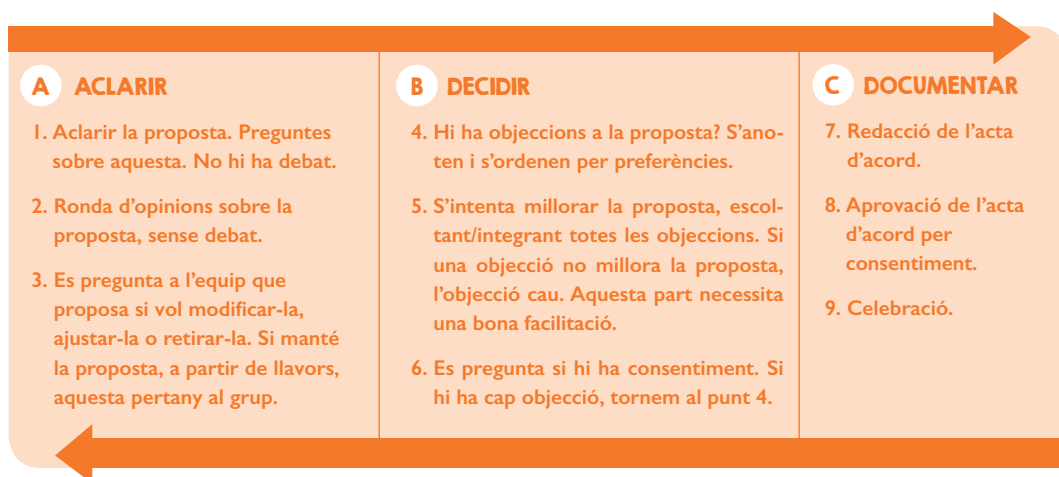 A ACLARIR
1. Aclarir la proposta. Preguntes
sobre aquesta. No hi ha debat.
2. Ronda d’opinions sobre la
proposta, sense debat.
3. Es pregunta a l’equip que
proposa si vol modificar-la,
ajustar-la o retirar-la. Si manté
la proposta, a partir de llavors,
aquesta pertany al grup.
B DECIDIR
4. Hi ha objeccions a la proposta? S’ano-
ten i s’ordenen per preferències.
5. S’intenta millorar la proposta, escol-
tant/integrant totes les objeccions. Si
una objecció no millora la proposta,
l’objecció cau. Aquesta part necessita
una bona facilitació.
6. Es pregunta si hi ha consentiment. Si
hi ha cap objecció, tornem al punt 4.
C DOCUMENTAR
7. Redacció de l’acta
d’acord.
8. Aprovació de l’acta
d’acord per
consentiment.
9. Celebració.